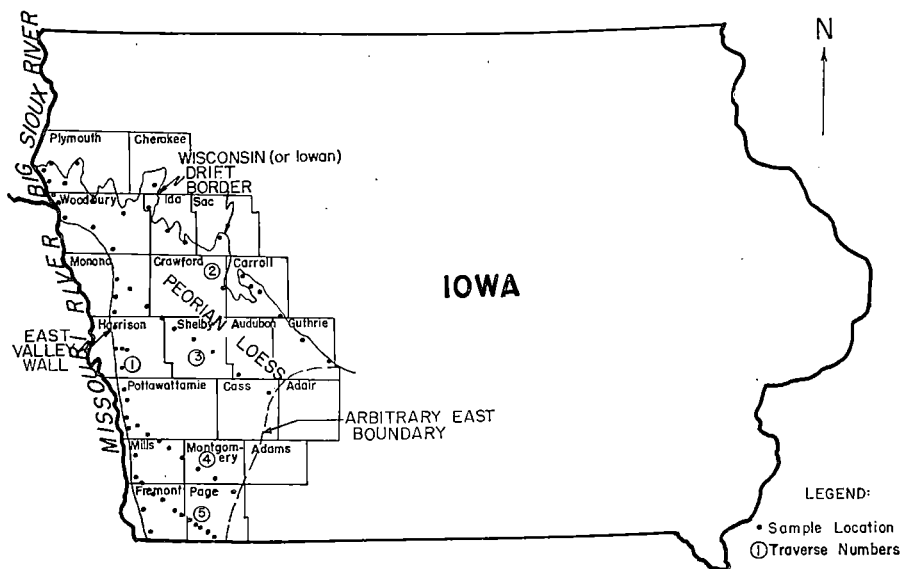 N
BIG SIOUX RIVER
Plymouth
Cherokee
WISCONSIN (or Iowan)
DRIFT
BORDER
Woodbury
Ida
Sac
Monona
Crawford
②
Carroll
IOWA
PEORIAN LOESS
MISSOURI RIVER
Harrison
Shelby
Audubon
Guthrie
EAST
VALLEY
WALL
①
③
Pottawattamie
Cass
Adair
ARBITRARY EAST
BOUNDARY
Mills
Montgom-
ery
④
Adams
Fremont
Page
⑤
LEGEND:
• Sample Location
① Traverse Numbers